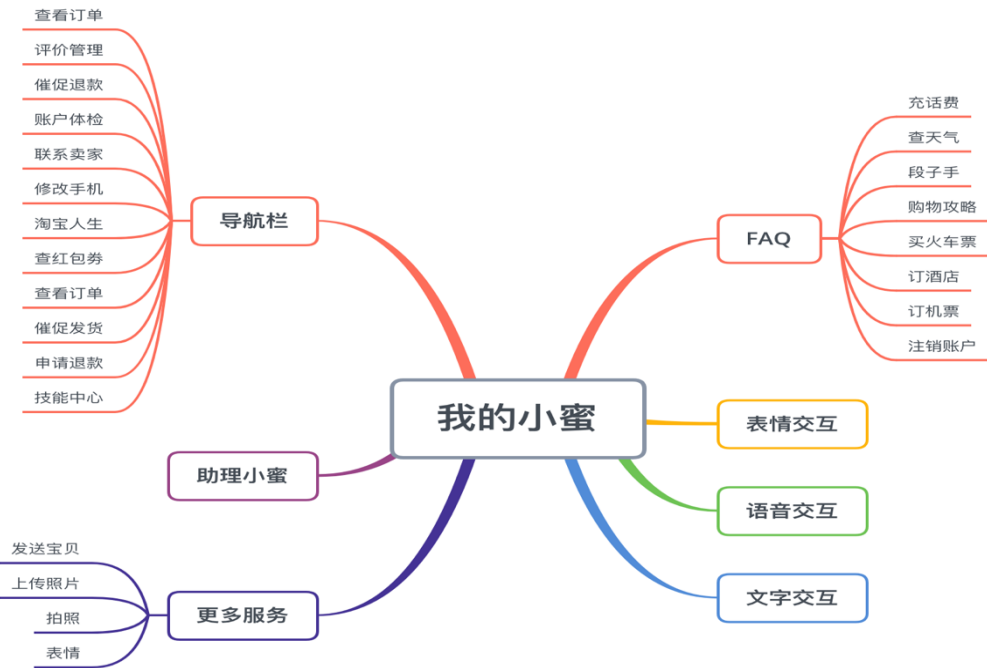 我的小蜜
FAQ
充话费
查天气
段子手
购物攻略
买火车票
订酒店
订机票
注销账户
表情交互
语音交互
文字交互
导航栏
查看订单
评价管理
催促退款
账户体检
联系卖家
修改手机
淘宝人生
查红包劵
查看订单
催促发货
申请退款
技能中心
助理小蜜
更多服务
发送宝贝
上传照片
拍照
表情